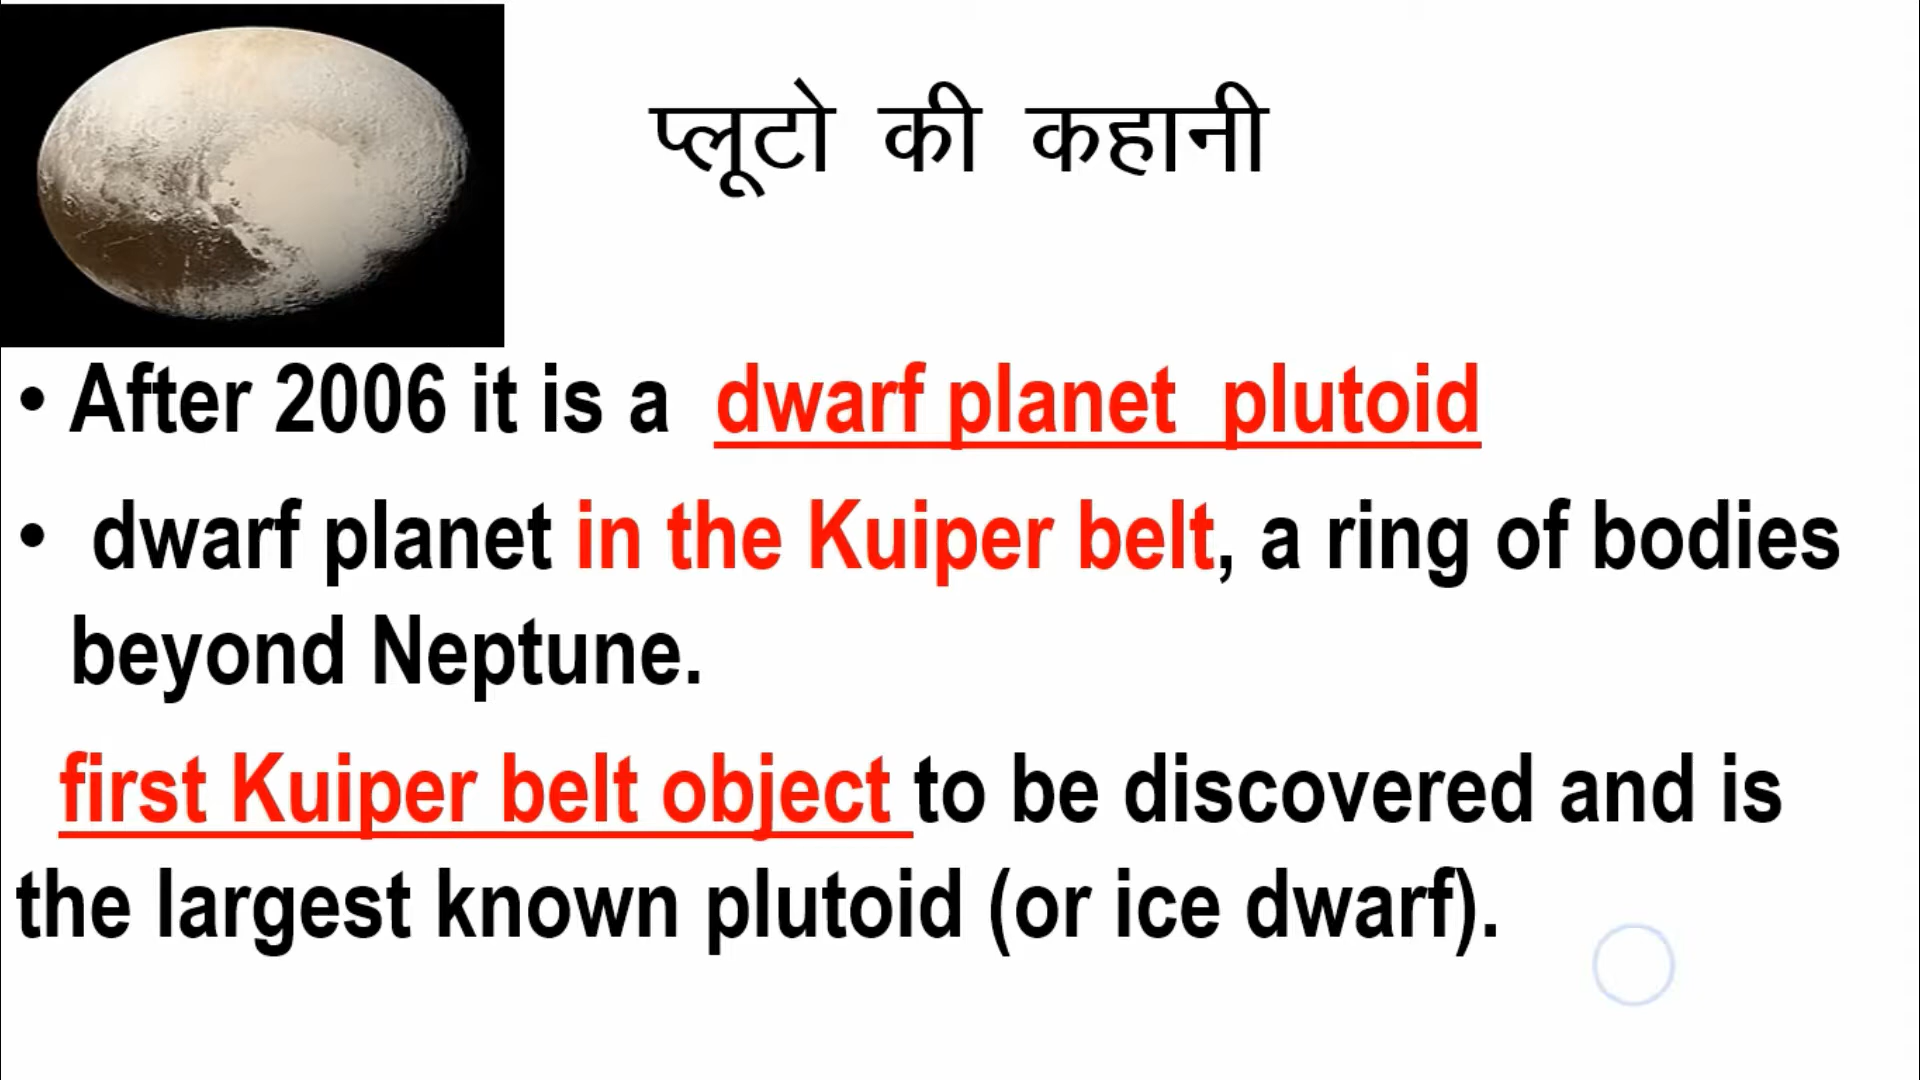 प्लूटो की कहानी
• After 2006 it is a dwarf planet plutoid
• dwarf planet in the Kuiper belt, a ring of bodies
beyond Neptune.
first Kuiper belt object to be discovered and is
the largest known plutoid (or ice dwarf).